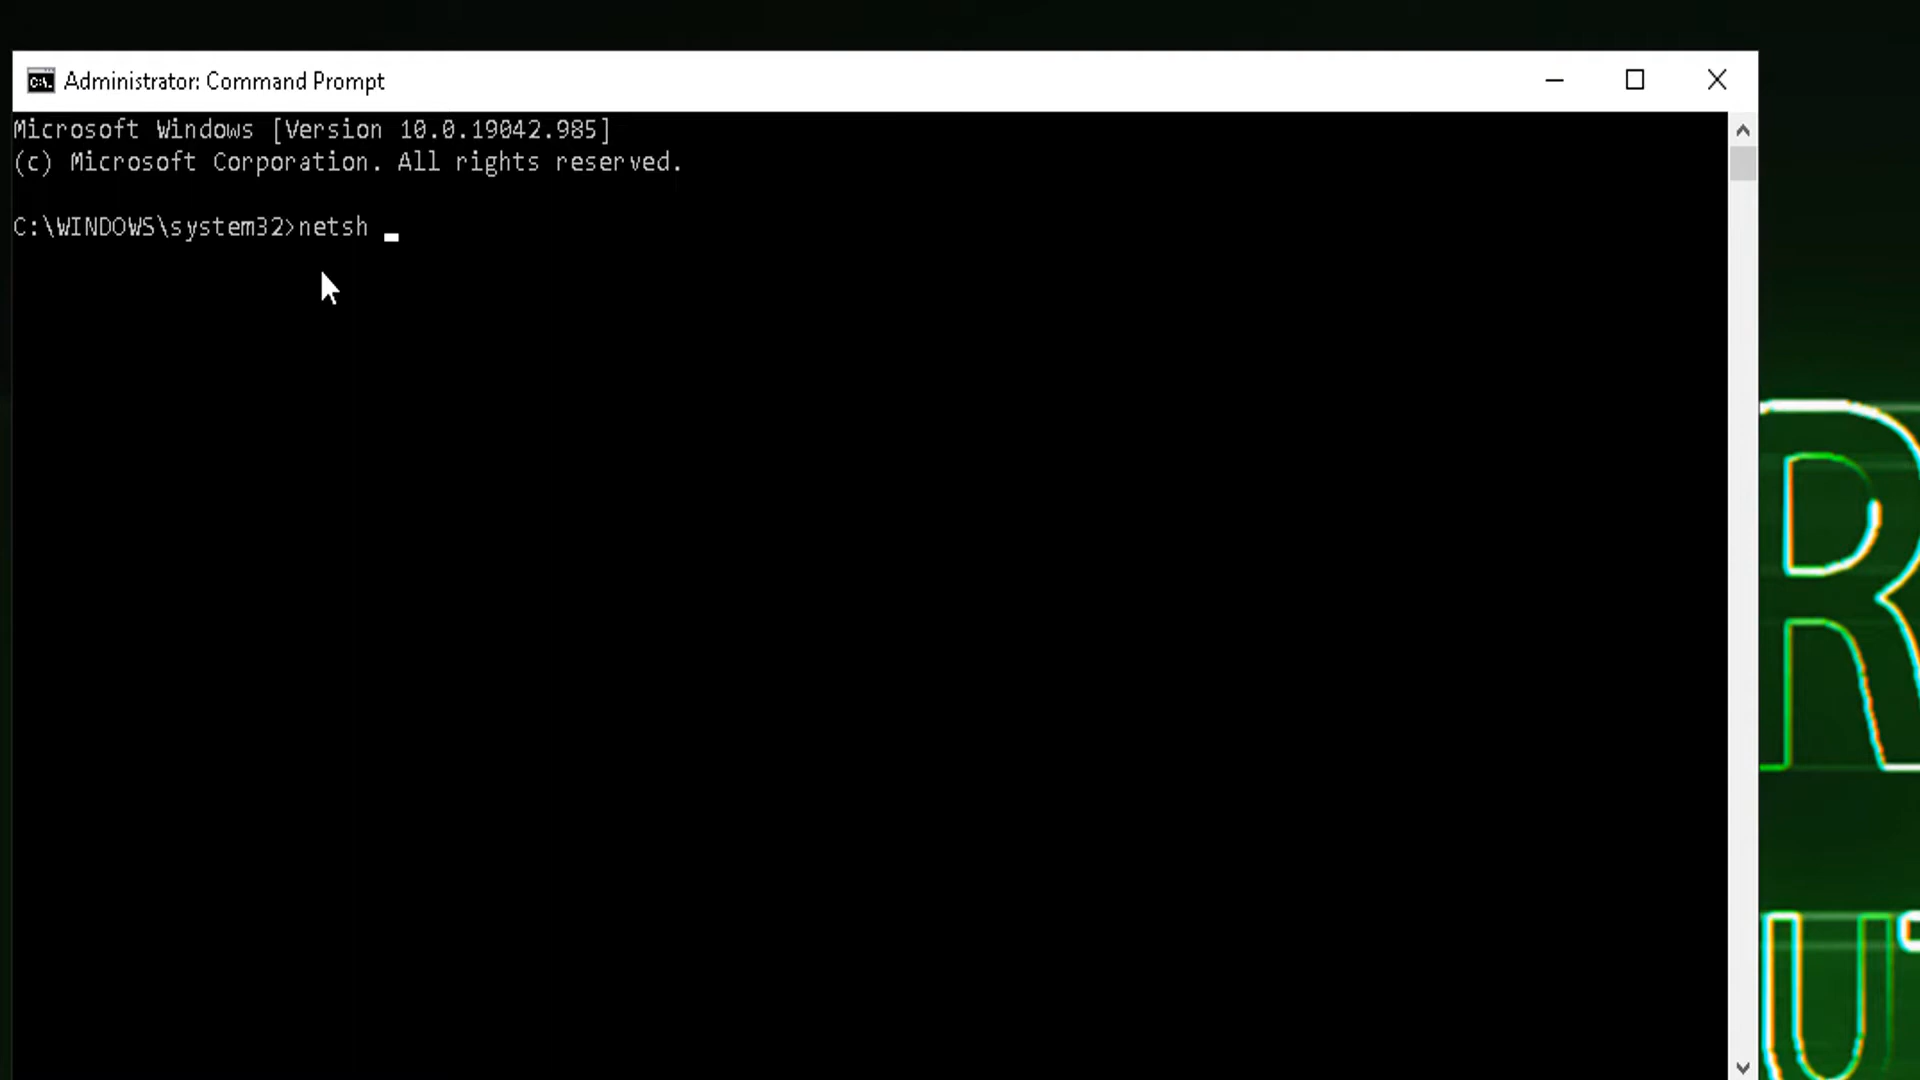 Administrator: Command Prompt
Microsoft Windows [Version 10.0.19042.985]
(c) Microsoft Corporation. All rights reserved.
C:\WINDOWS\system32>netsh
R
U